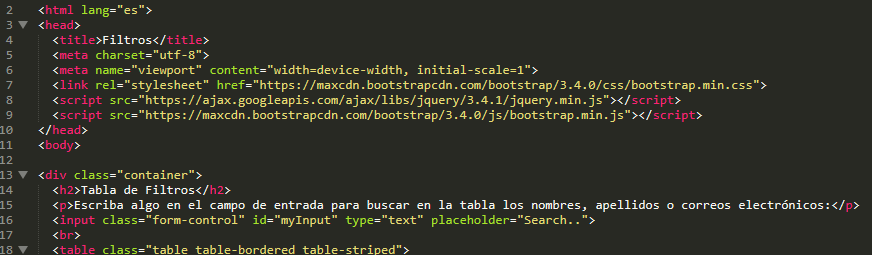 2 <html lang="es">
3 <head>
4 <title>Filtros</title>
5 <meta charset="utf-8">
6 <meta name="viewport" content="width=device-width, initial-scale=1">
7 <link rel="stylesheet" href="https://maxcdn.bootstrapcdn.com/bootstrap/3.4.0/css/bootstrap.min.css">
8 <script src="https://ajax.googleapis.com/ajax/libs/jquery/3.4.1/jquery.min.js"></script>
9 <script src="https://maxcdn.bootstrapcdn.com/bootstrap/3.4.0/js/bootstrap.min.js"></script>
10 </head>
11 <body>
12
13 <div class="container">
14 <h2>Tabla de Filtros</h2>
15 <p>Escriba algo en el campo de entrada para buscar en la tabla los nombres, apellidos o correos electrónicos:</p>
16 <input class="form-control" id="myInput" type="text" placeholder="Search..">
17 <br>
18 <table class="table table-bordered table-striped">